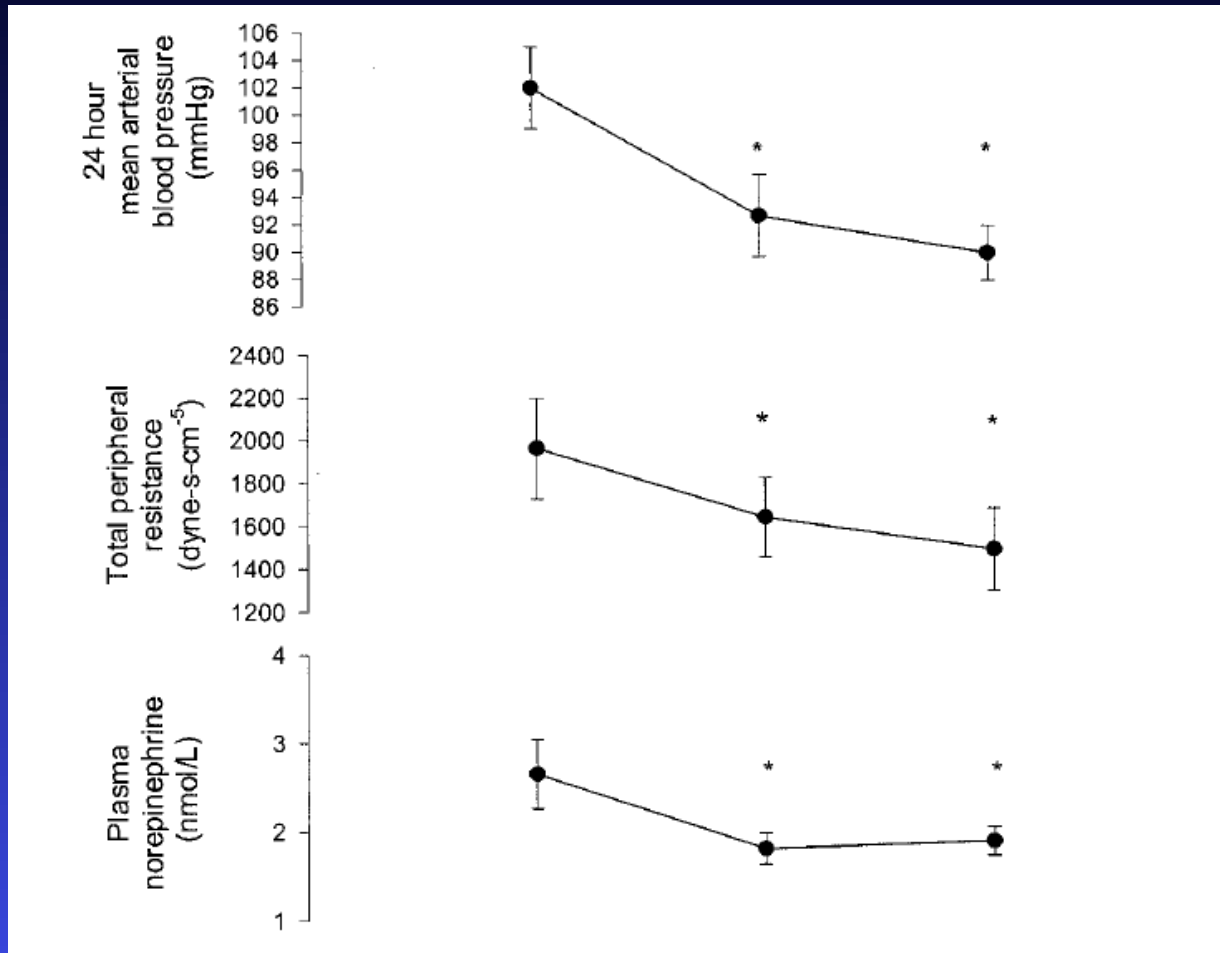 24 hour
mean arterial
blood pressure
(mmHg)
106
104
102
100
98
96
94
92
90
88
86
*
*
Total peripheral
resistance
(dyne-s-cm⁻⁵)
2400
2200
2000
1800
1600
1400
1200
*
*
Plasma
norepinephrine
(nmol/L)
4
3
2
1
*
*